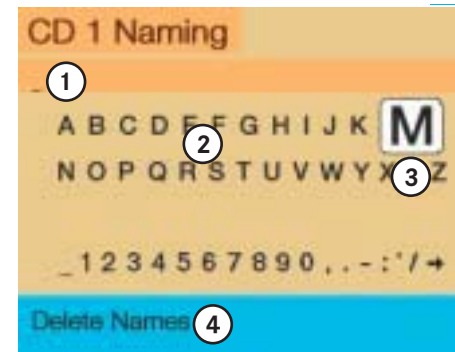 CD 1 Naming
_ 1
A B C D E F G H I J K M
2
N O P Q R S T U V W Y X 3 Z
_ 1 2 3 4 5 6 7 8 9 0 , . - : ' / →
Delete Names 4